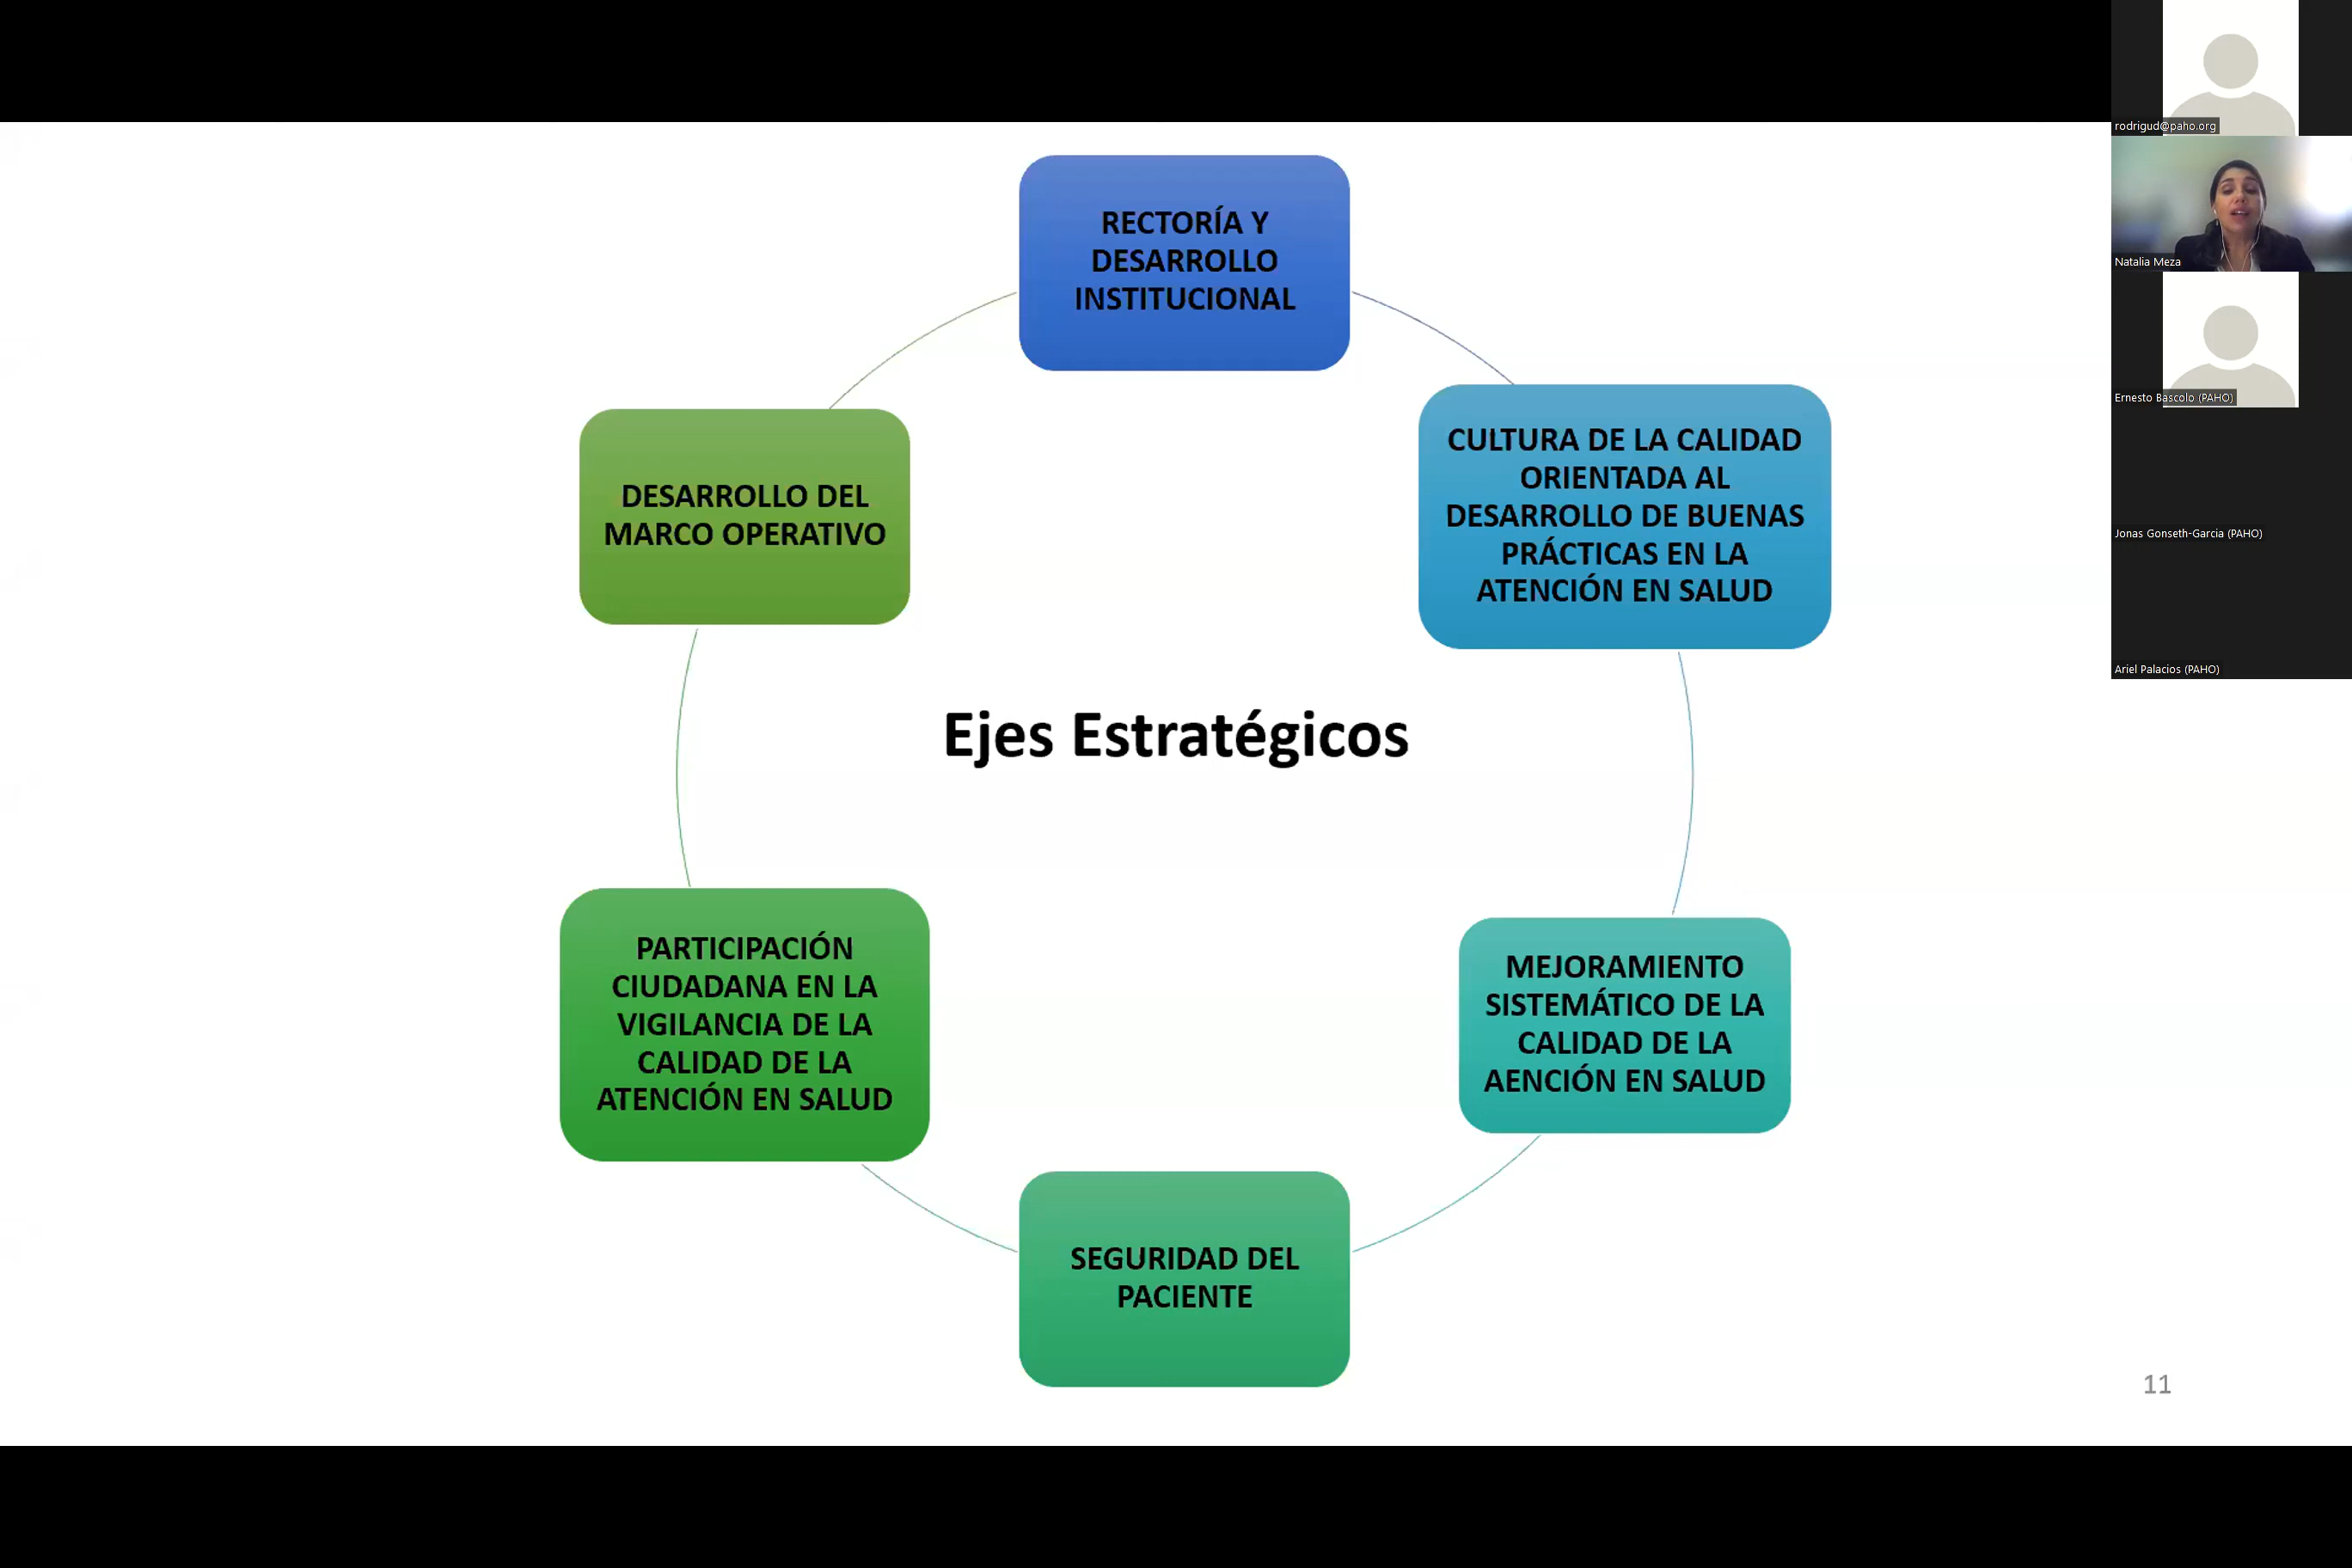 RECTORÍA Y
DESARROLLO
INSTITUCIONAL
CULTURA DE LA CALIDAD
ORIENTADA AL
DESARROLLO DE BUENAS
PRÁCTICAS EN LA
ATENCIÓN EN SALUD
MEJORAMIENTO
SISTEMÁTICO DE LA
CALIDAD DE LA
AENCIÓN EN SALUD
SEGURIDAD DEL
PACIENTE
PARTICIPACIÓN
CIUDADANA EN LA
VIGILANCIA DE LA
CALIDAD DE LA
ATENCIÓN EN SALUD
DESARROLLO DEL
MARCO OPERATIVO
Ejes Estratégicos
11
rodrigud@paho.org
Natalia Meza
Ernesto Bascolo (PAHO)
Jonas Gonseth-Garcia (PAHO)
Ariel Palacios (PAHO)